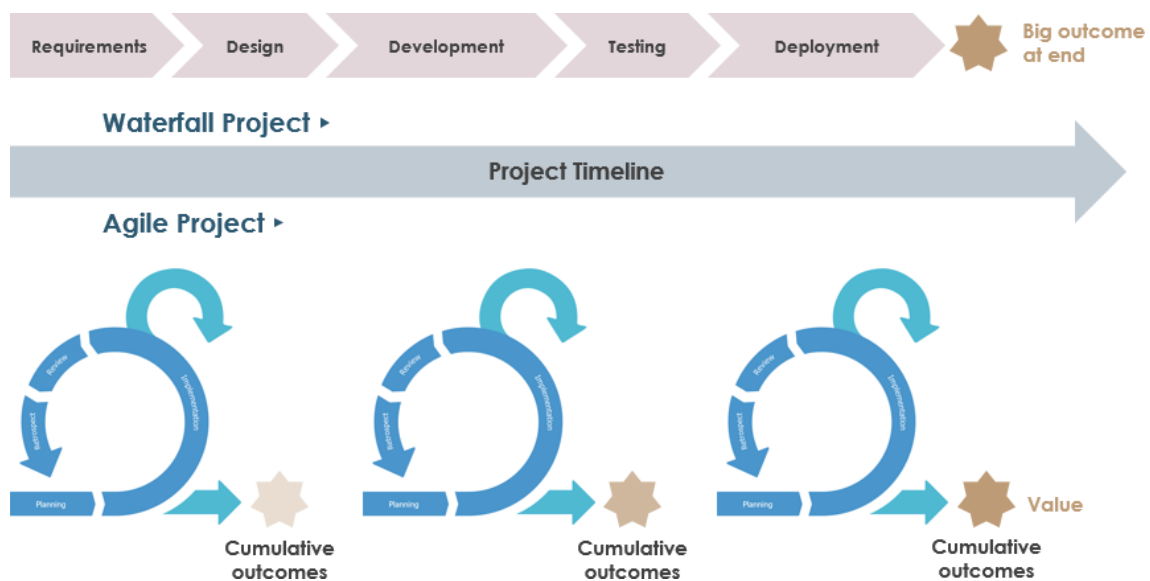 Requirements
Design
Development
Testing
Deployment
Big outcome
at end
Waterfall Project ▸
Project Timeline
Agile Project ▸
Review
Implementation
Retrospect
Planning
Cumulative
outcomes
Review
Implementation
Retrospect
Planning
Cumulative
outcomes
Review
Implementation
Retrospect
Planning
Value
Cumulative
outcomes